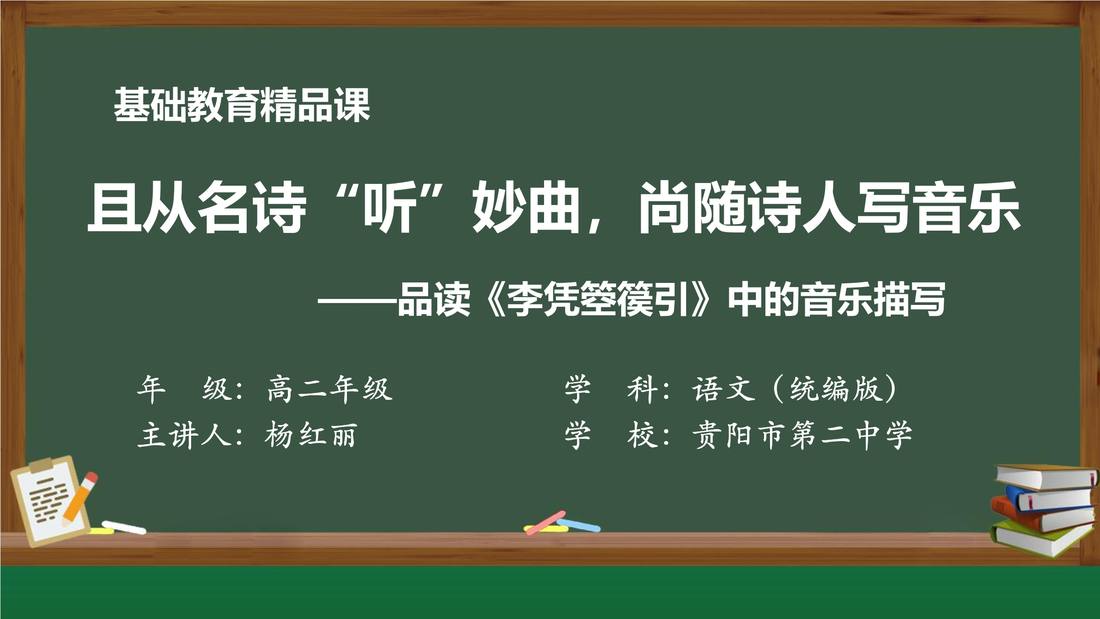 基础教育精品课
且从名诗“听”妙曲，尚随诗人写音乐
——品读《李凭箜篌引》中的音乐描写
年 级：高二年级 学 科：语文（统编版）
主讲人：杨红丽 学 校：贵阳市第二中学